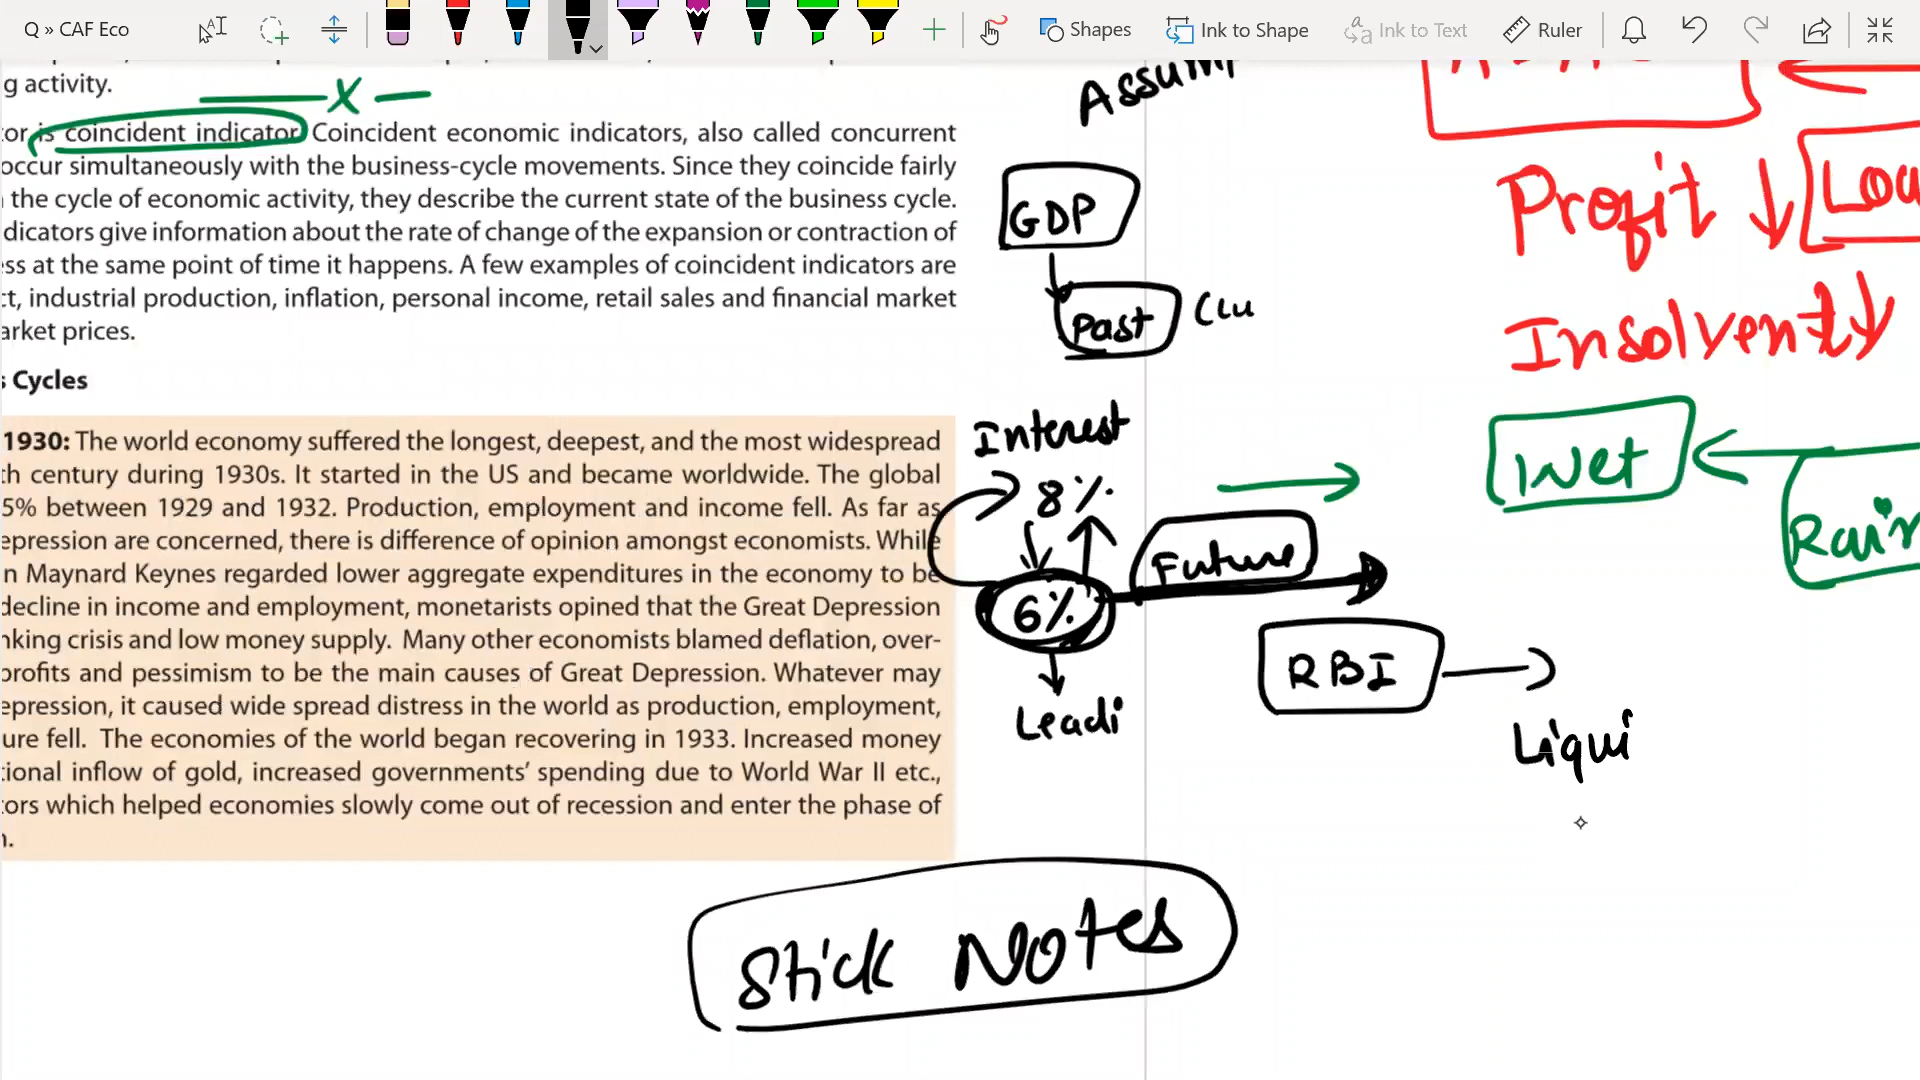 Q » CAF Eco
Shapes
Ink to Shape
Ink to Text
Ruler
g activity.
x
or is coincident indicator Coincident economic indicators, also called concurrent
occur simultaneously with the business-cycle movements. Since they coincide fairly
the cycle of economic activity, they describe the current state of the business cycle.
dicators give information about the rate of change of the expansion or contraction of
ss at the same point of time it happens. A few examples of coincident indicators are
ct, industrial production, inflation, personal income, retail sales and financial market
arket prices.
s Cycles
1930: The world economy suffered the longest, deepest, and the most widespread
th century during 1930s. It started in the US and became worldwide. The global
5% between 1929 and 1932. Production, employment and income fell. As far as
epression are concerned, there is difference of opinion amongst economists. While
n Maynard Keynes regarded lower aggregate expenditures in the economy to be
decline in income and employment, monetarists opined that the Great Depression
nking crisis and low money supply. Many other economists blamed deflation, over-
profits and pessimism to be the main causes of Great Depression. Whatever may
epression, it caused wide spread distress in the world as production, employment,
ure fell. The economies of the world began recovering in 1933. Increased money
tional inflow of gold, increased governments’ spending due to World War II etc.,
tors which helped economies slowly come out of recession and enter the phase of
n.
Assump
GDP
Past Clu
Interest
8%
6%
Future
Leadi
RBI
Liqui
Stick Notes
Profit ↓
Insolvent ↓
Wet
Rain